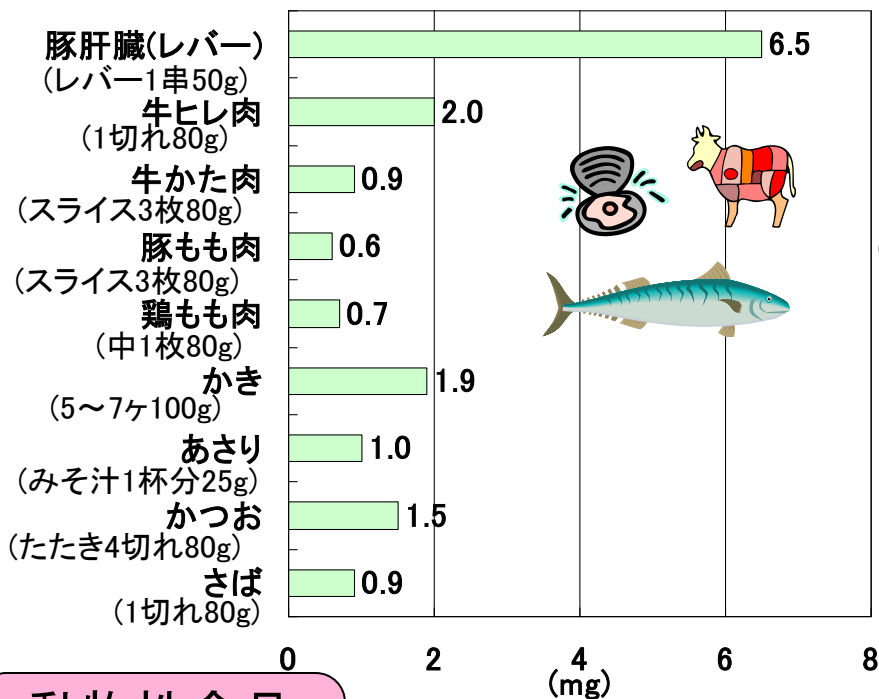 豚肝臓(レバー)
6.5
(レバー1串50g)
牛ヒレ肉
2.0
(1切れ80g)
牛かた肉
0.9
(スライス3枚80g)
豚もも肉
0.6
(スライス3枚80g)
鶏もも肉
0.7
(中1枚80g)
かき
1.9
(5～7ヶ100g)
あさり
1.0
(みそ汁1杯分25g)
かつお
1.5
(たたき4切れ80g)
さば
0.9
(1切れ80g)
0 2 4 6 8
(mg)